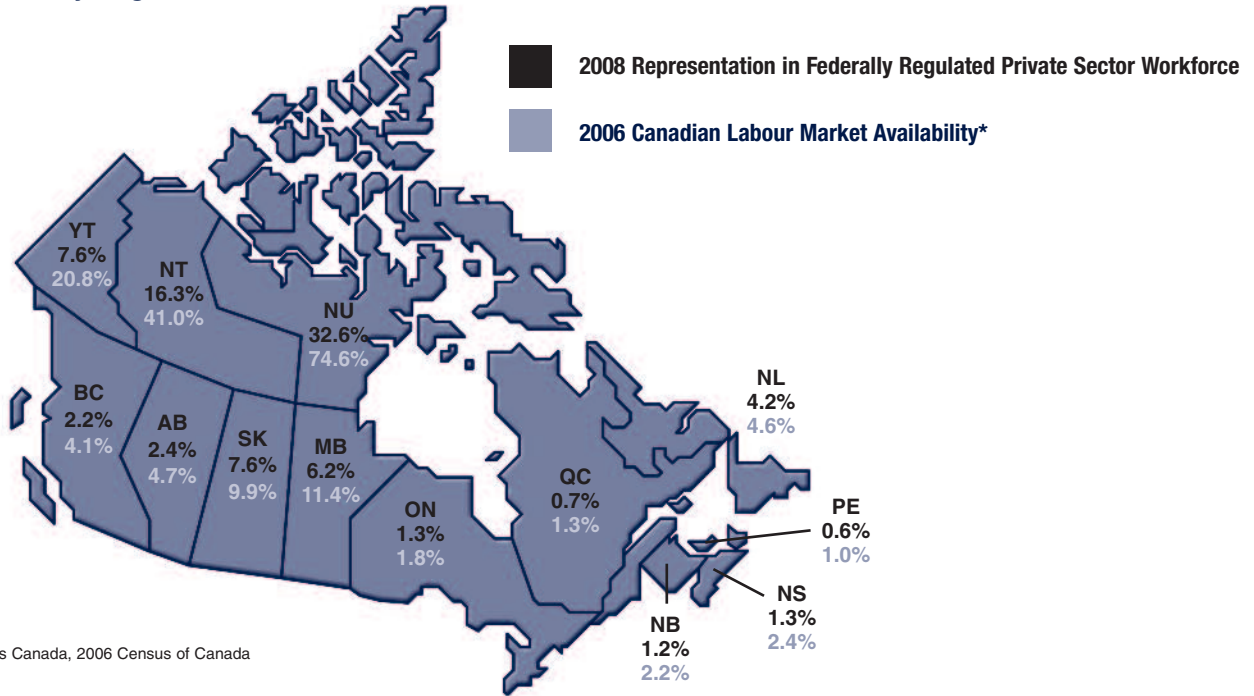 2008 Representation in Federally Regulated Private Sector Workforce
2006 Canadian Labour Market Availability*
YT
7.6%
20.8%
NT
16.3%
41.0%
NU
32.6%
74.6%
BC
2.2%
4.1%
AB
2.4%
4.7%
SK
7.6%
9.9%
MB
6.2%
11.4%
ON
1.3%
1.8%
QC
0.7%
1.3%
NL
4.2%
4.6%
PE
0.6%
1.0%
NS
1.3%
2.4%
NB
1.2%
2.2%
Canada, 2006 Census of Canada